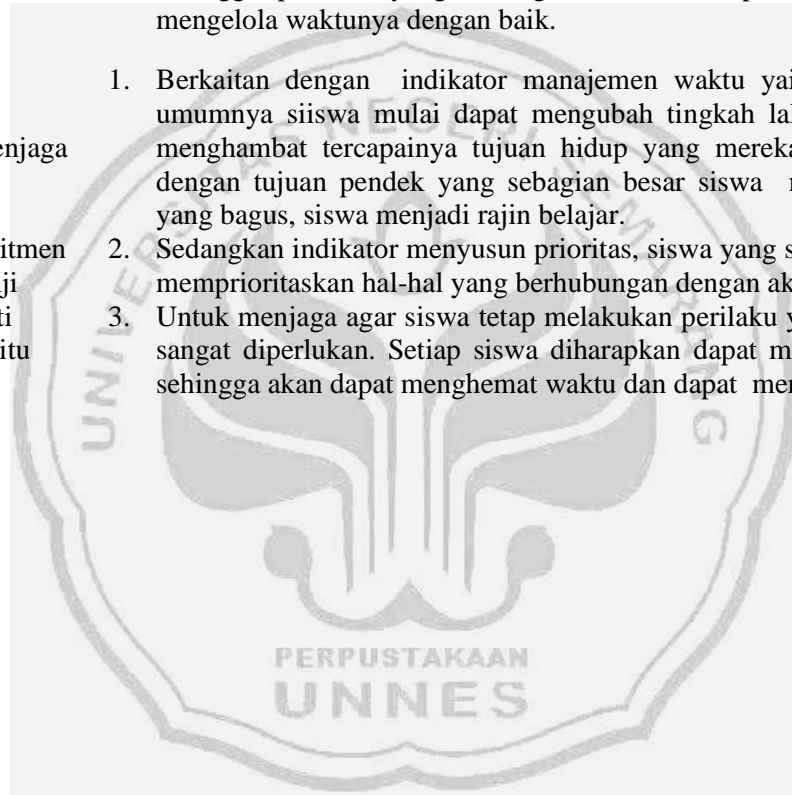 mengelola waktunya dengan baik.
1. Berkaitan dengan indikator manajemen waktu yai
umumnya siiswa mulai dapat mengubah tingkah lal
enjaga
menghambat tercapainya tujuan hidup yang mereka
dengan tujuan pendek yang sebagian besar siswa
yang bagus, siswa menjadi rajin belajar.
itmen
2. Sedangkan indikator menyusun prioritas, siswa yang s
ji
memprioritaskan hal-hal yang berhubungan dengan ak
ti
3. Untuk menjaga agar siswa tetap melakukan perilaku y
itu
sangat diperlukan. Setiap siswa diharapkan dapat m
sehingga akan dapat menghemat waktu dan dapat mer
UNIVERSITAS NEGERI SEMARANG
PERPUSTAKAAN
UNNES